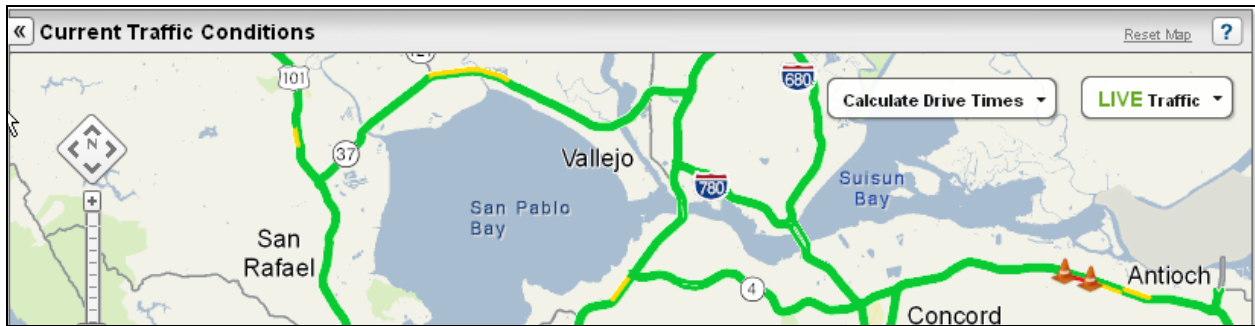 « Current Traffic Conditions
Reset Map
?
101
680
Calculate Drive Times
LIVE Traffic
N
37
Vallejo
780
Suisun
Bay
San Pablo
Bay
+
San
Rafael
4
Antioch
Concord